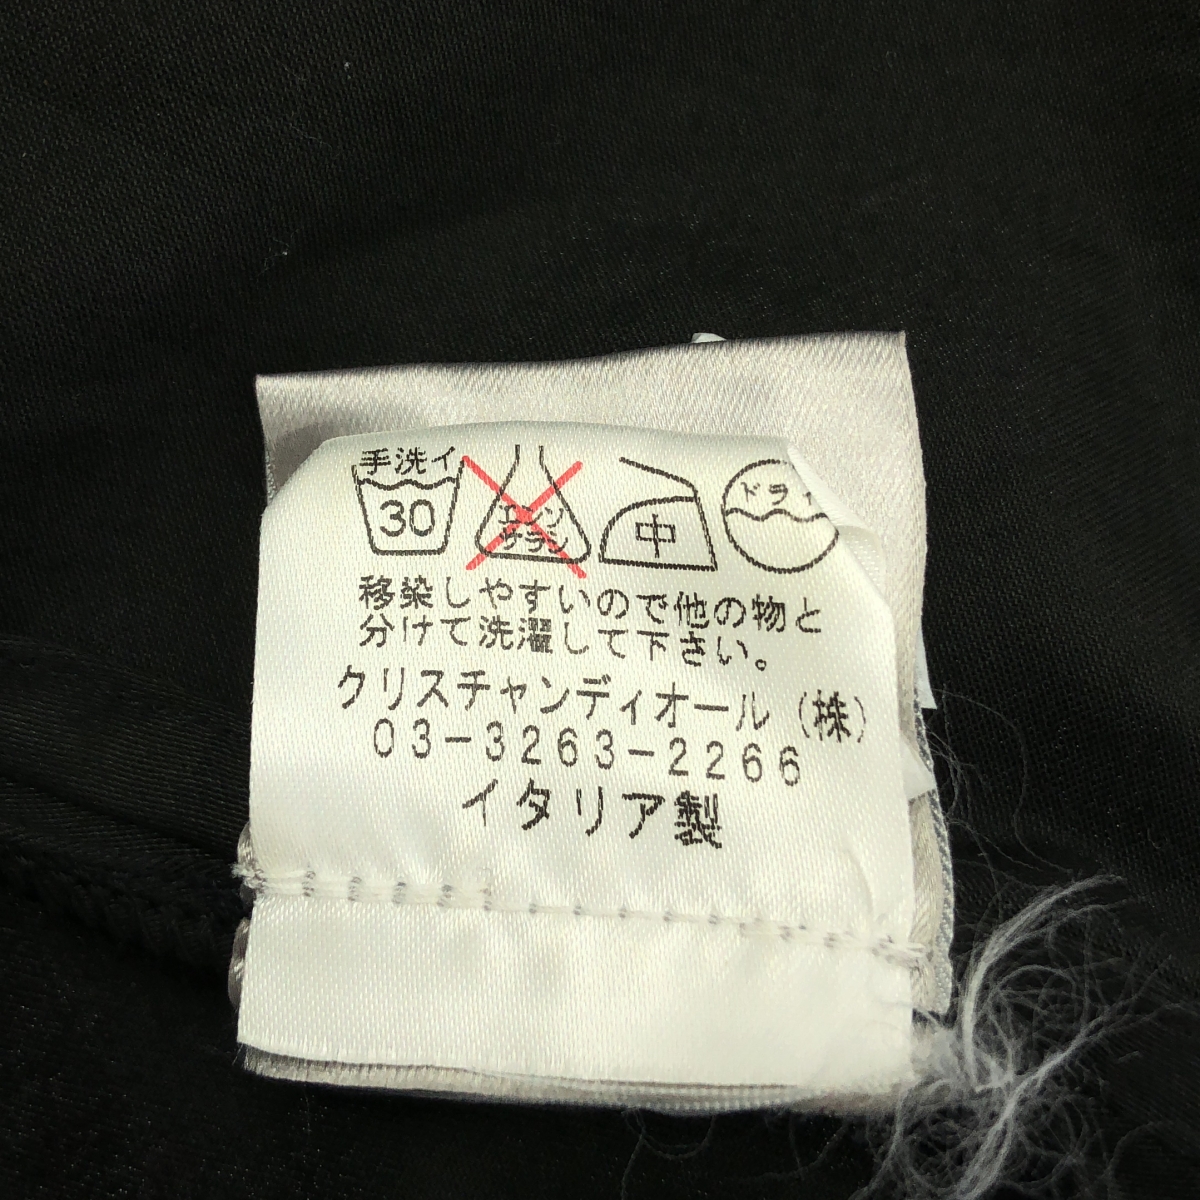 手洗イ 30 エンソサラシ 中 ドライ
移染しやすいので他の物と
分けて洗濯して下さい。
クリスチャンディオール（株）
03-3263-2266
イタリア製